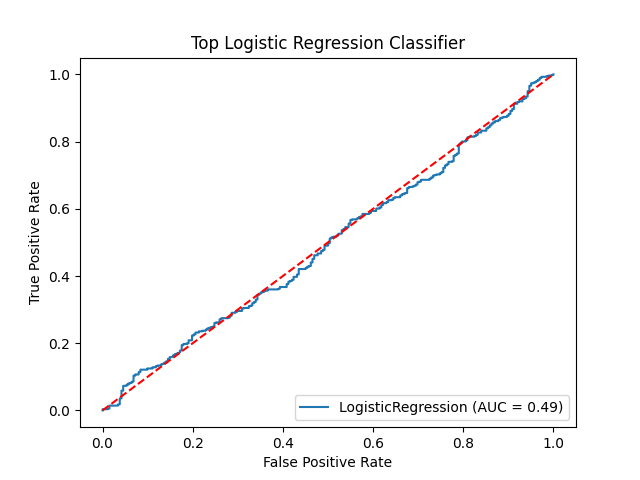 Top Logistic Regression Classifier
1.0
0.8
0.6
0.4
0.2
0.0
True Positive Rate
LogisticRegression (AUC = 0.49)
0.0 0.2 0.4 0.6 0.8 1.0
False Positive Rate